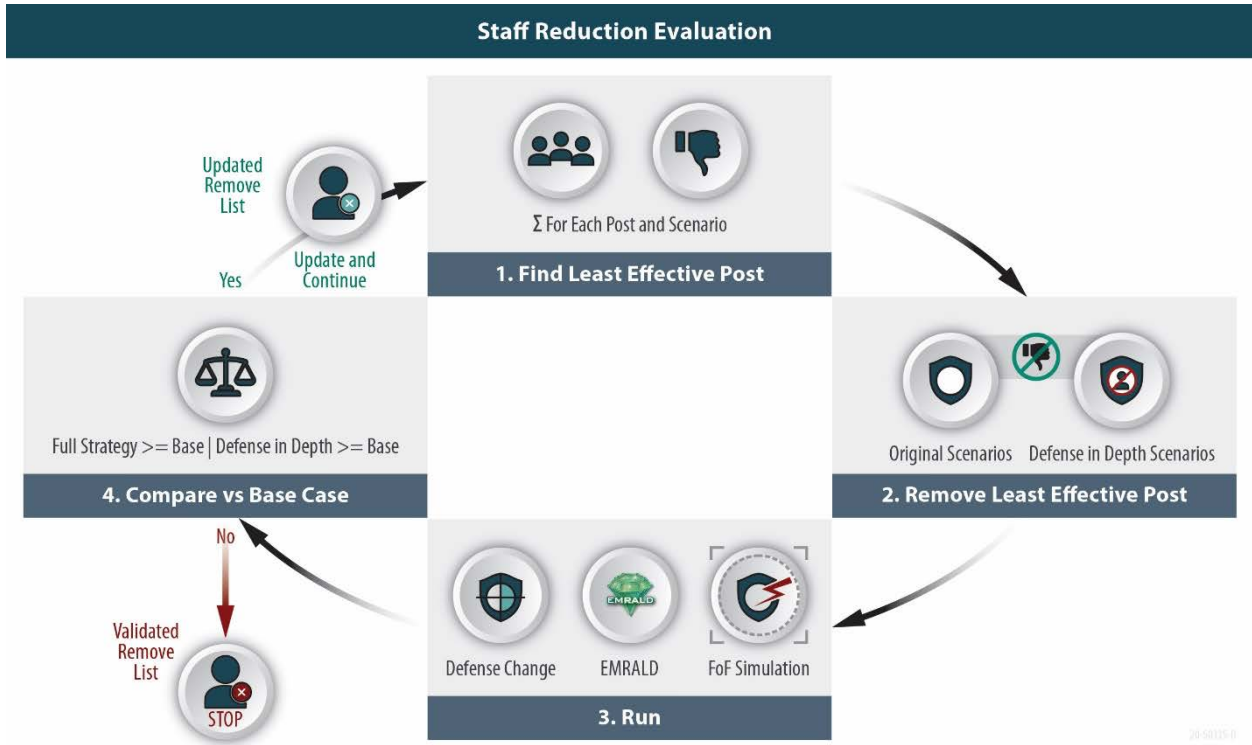 Staff Reduction Evaluation
Updated
Remove
List
Yes
Update and
Continue
Σ For Each Post and Scenario
1. Find Least Effective Post
Original Scenarios
Defense in Depth Scenarios
2. Remove Least Effective Post
Defense Change
EMRALD
EMRALD
FoF Simulation
3. Run
Full Strategy >= Base | Defense in Depth >= Base
4. Compare vs Base Case
No
Validated
Remove
List
STOP